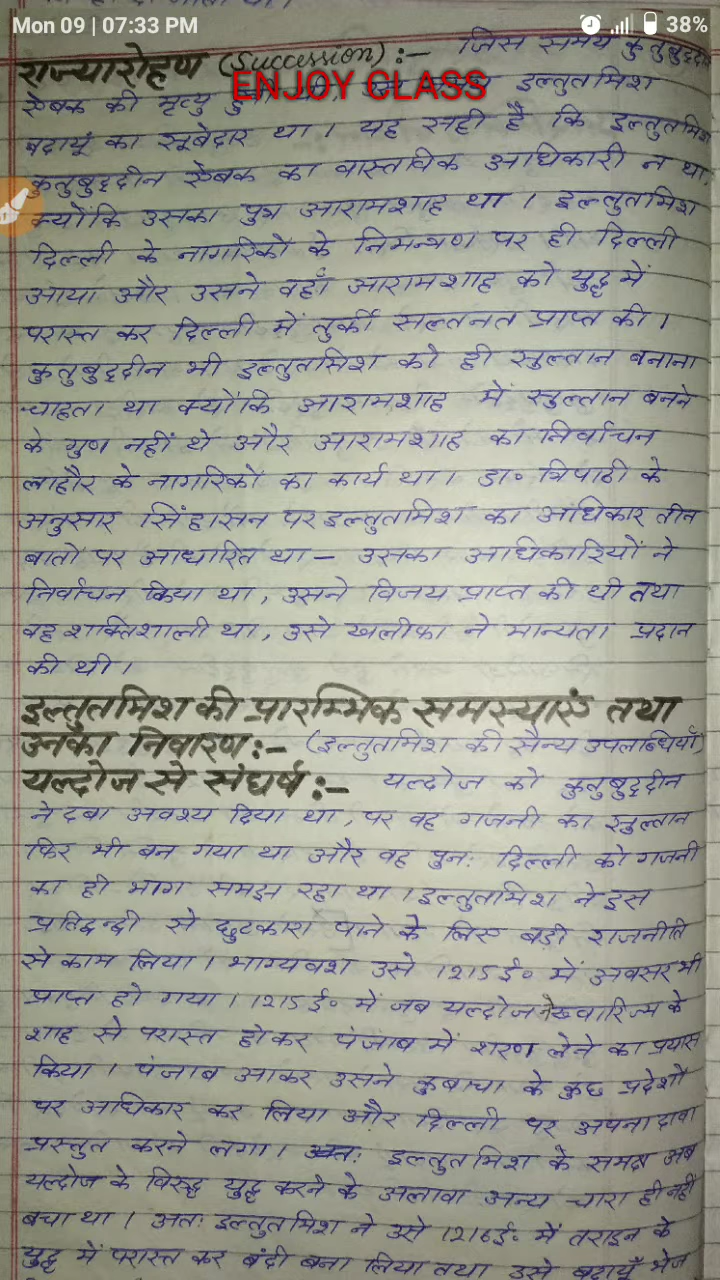 Mon 09 | 07:33 PM 38%
राज्यारोहण (Succession) :- जिस समय कुतुबुद्दीन
ENJOY CLASS
ऐबक की मृत्यु इल्तुतमिश
बदायूं का सूबेदार था। यह सही है कि इल्तुतमिश
कुतुबुद्दीन ऐबक का वास्तविक अधिकारी न था,
क्योंकि उसका पुत्र आरामशाह था। इल्तुतमिश
दिल्ली के नागरिकों के निमन्त्रण पर ही दिल्ली
आया और उसने वहाँ आरामशाह को युद्ध में
परास्त कर दिल्ली में तुर्की सल्तनत प्राप्त की।
कुतुबुद्दीन भी इल्तुतमिश को ही सुल्तान बनाना
चाहता था क्योंकि आरामशाह में सुल्तान बनने
के गुण नहीं थे और आरामशाह का निर्वाचन
लाहौर के नागरिकों का कार्य था। डा० त्रिपाठी के
अनुसार सिंहासन पर इल्तुतमिश का अधिकार तीन
बातों पर आधारित था - उसका अधिकारियों ने
निर्वाचन किया था, उसने विजय प्राप्त की थी तथा
वह शक्तिशाली था, उसे खलीफा ने मान्यता प्रदान
की थी।
इल्तुतमिश की प्रारम्भिक समस्याएं तथा
उनका निवारण :- (इल्तुतमिश की सैन्य उपलब्धियाँ)
यल्दोज से संघर्ष :- यल्दोज को कुतुबुद्दीन
ने दबा अवश्य दिया था, पर वह गजनी का सुल्तान
फिर भी बन गया था और वह पुनः दिल्ली को गजनी
का ही भाग समझ रहा था। इल्तुतमिश ने इस
प्रतिद्वन्दी से छुटकारा पाने के लिए बड़ी राजनीति
से काम लिया। भाग्यवश उसे 1215 ई० में अवसर भी
प्राप्त हो गया। 1215 ई० में जब यल्दोज ने ख्वारिज्म के
शाह से परास्त होकर पंजाब में शरण लेने का प्रयास
किया। पंजाब आकर उसने कुबाचा के कुछ प्रदेशों
पर अधिकार कर लिया और दिल्ली पर अपना दावा
प्रस्तुत करने लगा। अतः इल्तुतमिश के समक्ष अब
यल्दोज के विरुद्ध युद्ध करने के अलावा अन्य चारा ही नहीं
बचा था। अतः इल्तुतमिश ने उसे 1216 ई० में तराइन के
युद्ध में परास्त कर बंदी बना लिया तथा उसे बदायूँ भेज